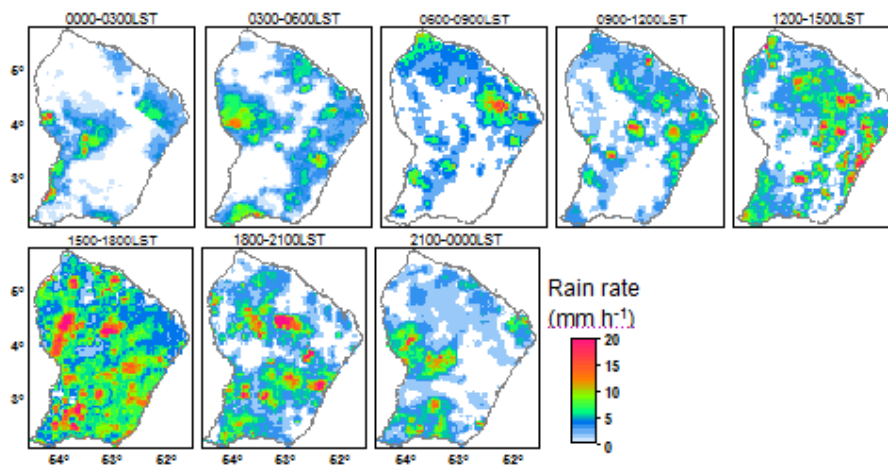 0000-0300LST 0300-0600LST 0600-0900LST 0900-1200LST 1200-1500LST
5°
4°
3°
1500-1800LST 1800-2100LST 2100-0000LST
5°
4°
3°
54° 53° 52° 54° 53° 52° 54° 53° 52°
Rain rate
(mm h⁻¹)
20
15
10
5
0